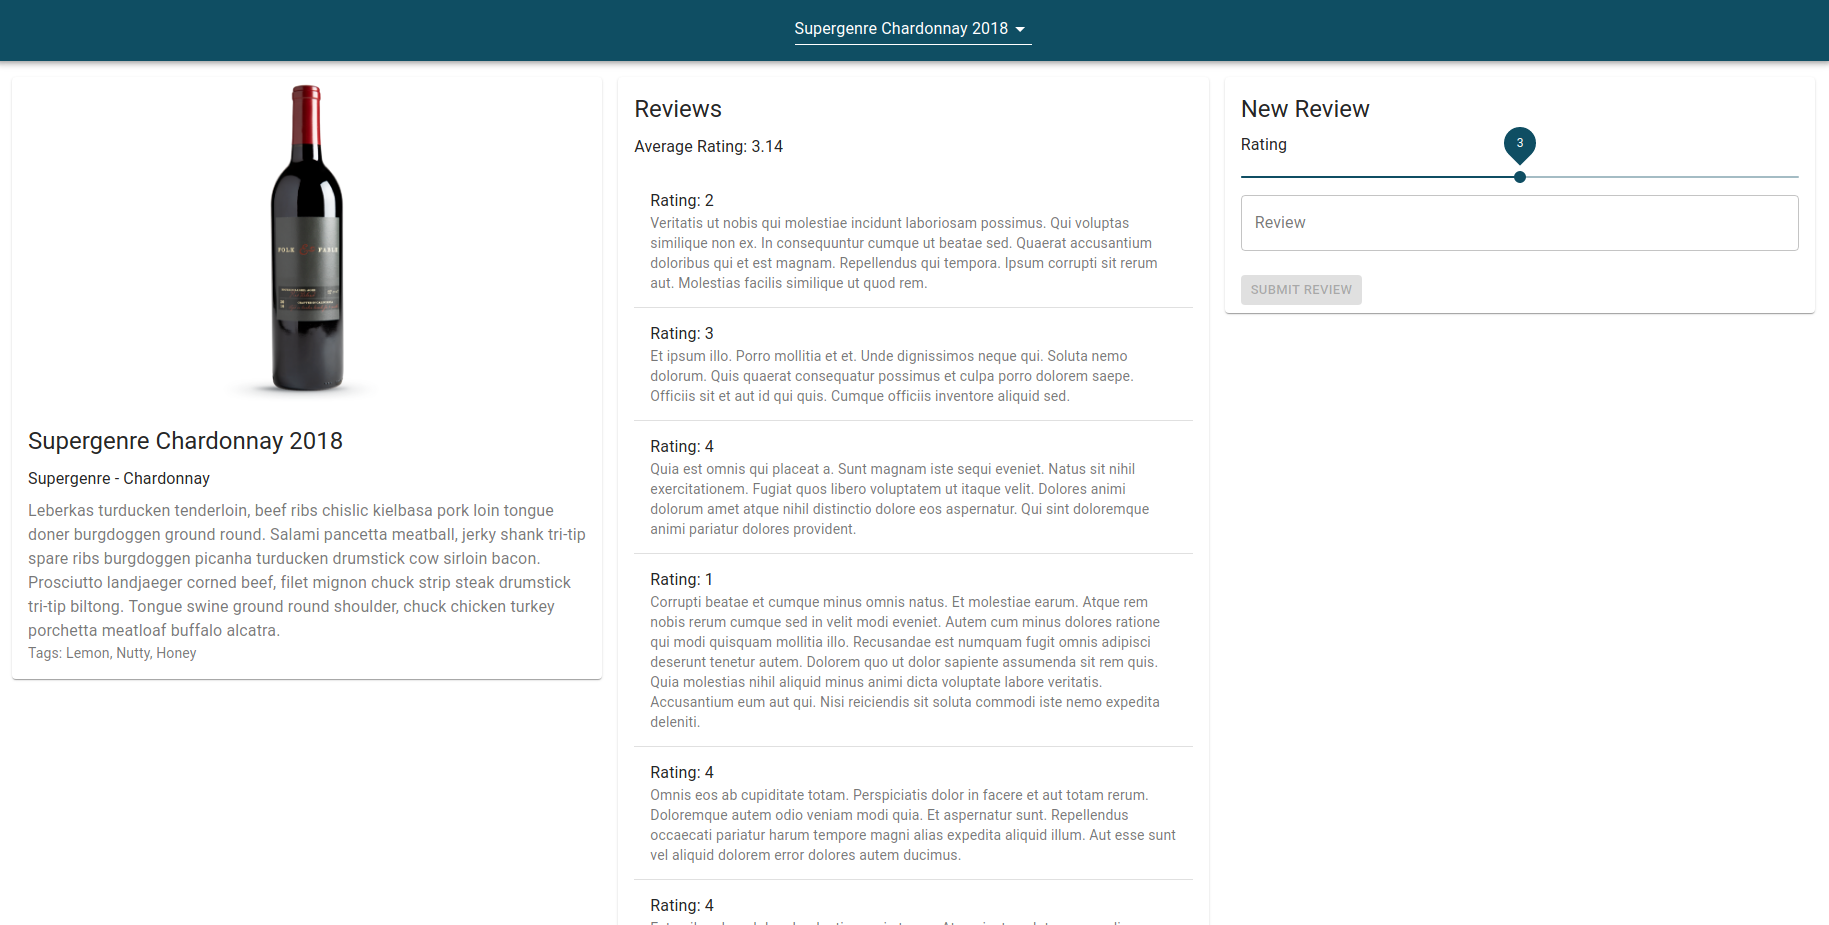 Supergenre Chardonnay 2018
FOLK & FABLE
Supergenre Chardonnay 2018
Supergenre - Chardonnay
Leberkas turducken tenderloin, beef ribs chislic kielbasa pork loin tongue
doner burgdoggen ground round. Salami pancetta meatball, jerky shank tri-tip
spare ribs burgdoggen picanha turducken drumstick cow sirloin bacon.
Prosciutto landjaeger corned beef, filet mignon chuck strip steak drumstick
tri-tip biltong. Tongue swine ground round shoulder, chuck chicken turkey
porchetta meatloaf buffalo alcatra.
Tags: Lemon, Nutty, Honey
Reviews
Average Rating: 3.14
Rating: 2
Veritatis ut nobis qui molestiae incidunt laboriosam possimus. Qui voluptas
similique non ex. In consequuntur cumque ut beatae sed. Quaerat accusantium
doloribus qui et est magnam. Repellendus qui tempora. Ipsum corrupti sit rerum
aut. Molestias facilis similique ut quod rem.
Rating: 3
Et ipsum illo. Porro mollitia et et. Unde dignissimos neque qui. Soluta nemo
dolorum. Quis quaerat consequatur possimus et culpa porro dolorem saepe.
Officiis sit et aut id qui quis. Cumque officiis inventore aliquid sed.
Rating: 4
Quia est omnis qui placeat a. Sunt magnam iste sequi eveniet. Natus sit nihil
exercitationem. Fugiat quos libero voluptatem ut itaque velit. Dolores animi
dolorum amet atque nihil distinctio dolore eos aspernatur. Qui sint doloremque
animi pariatur dolores provident.
Rating: 1
Corrupti beatae et cumque minus omnis natus. Et molestiae earum. Atque rem
nobis rerum cumque sed in velit modi eveniet. Autem cum minus dolores ratione
qui modi quisquam mollitia illo. Recusandae est numquam fugit omnis adipisci
deserunt tenetur autem. Dolorem quo ut dolor sapiente assumenda sit rem quis.
Quia molestias nihil aliquid minus animi dicta voluptate labore veritatis.
Accusantium eum aut qui. Nisi reiciendis sit soluta commodi iste nemo expedita
deleniti.
Rating: 4
Omnis eos ab cupiditate totam. Perspiciatis dolor in facere et aut totam rerum.
Doloremque autem odio veniam modi quia. Et aspernatur sunt. Repellendus
occaecati pariatur harum tempore magni alias expedita aliquid illum. Aut esse sunt
vel aliquid dolorem error dolores autem ducimus.
Rating: 4
New Review
Rating
3
Review
SUBMIT REVIEW